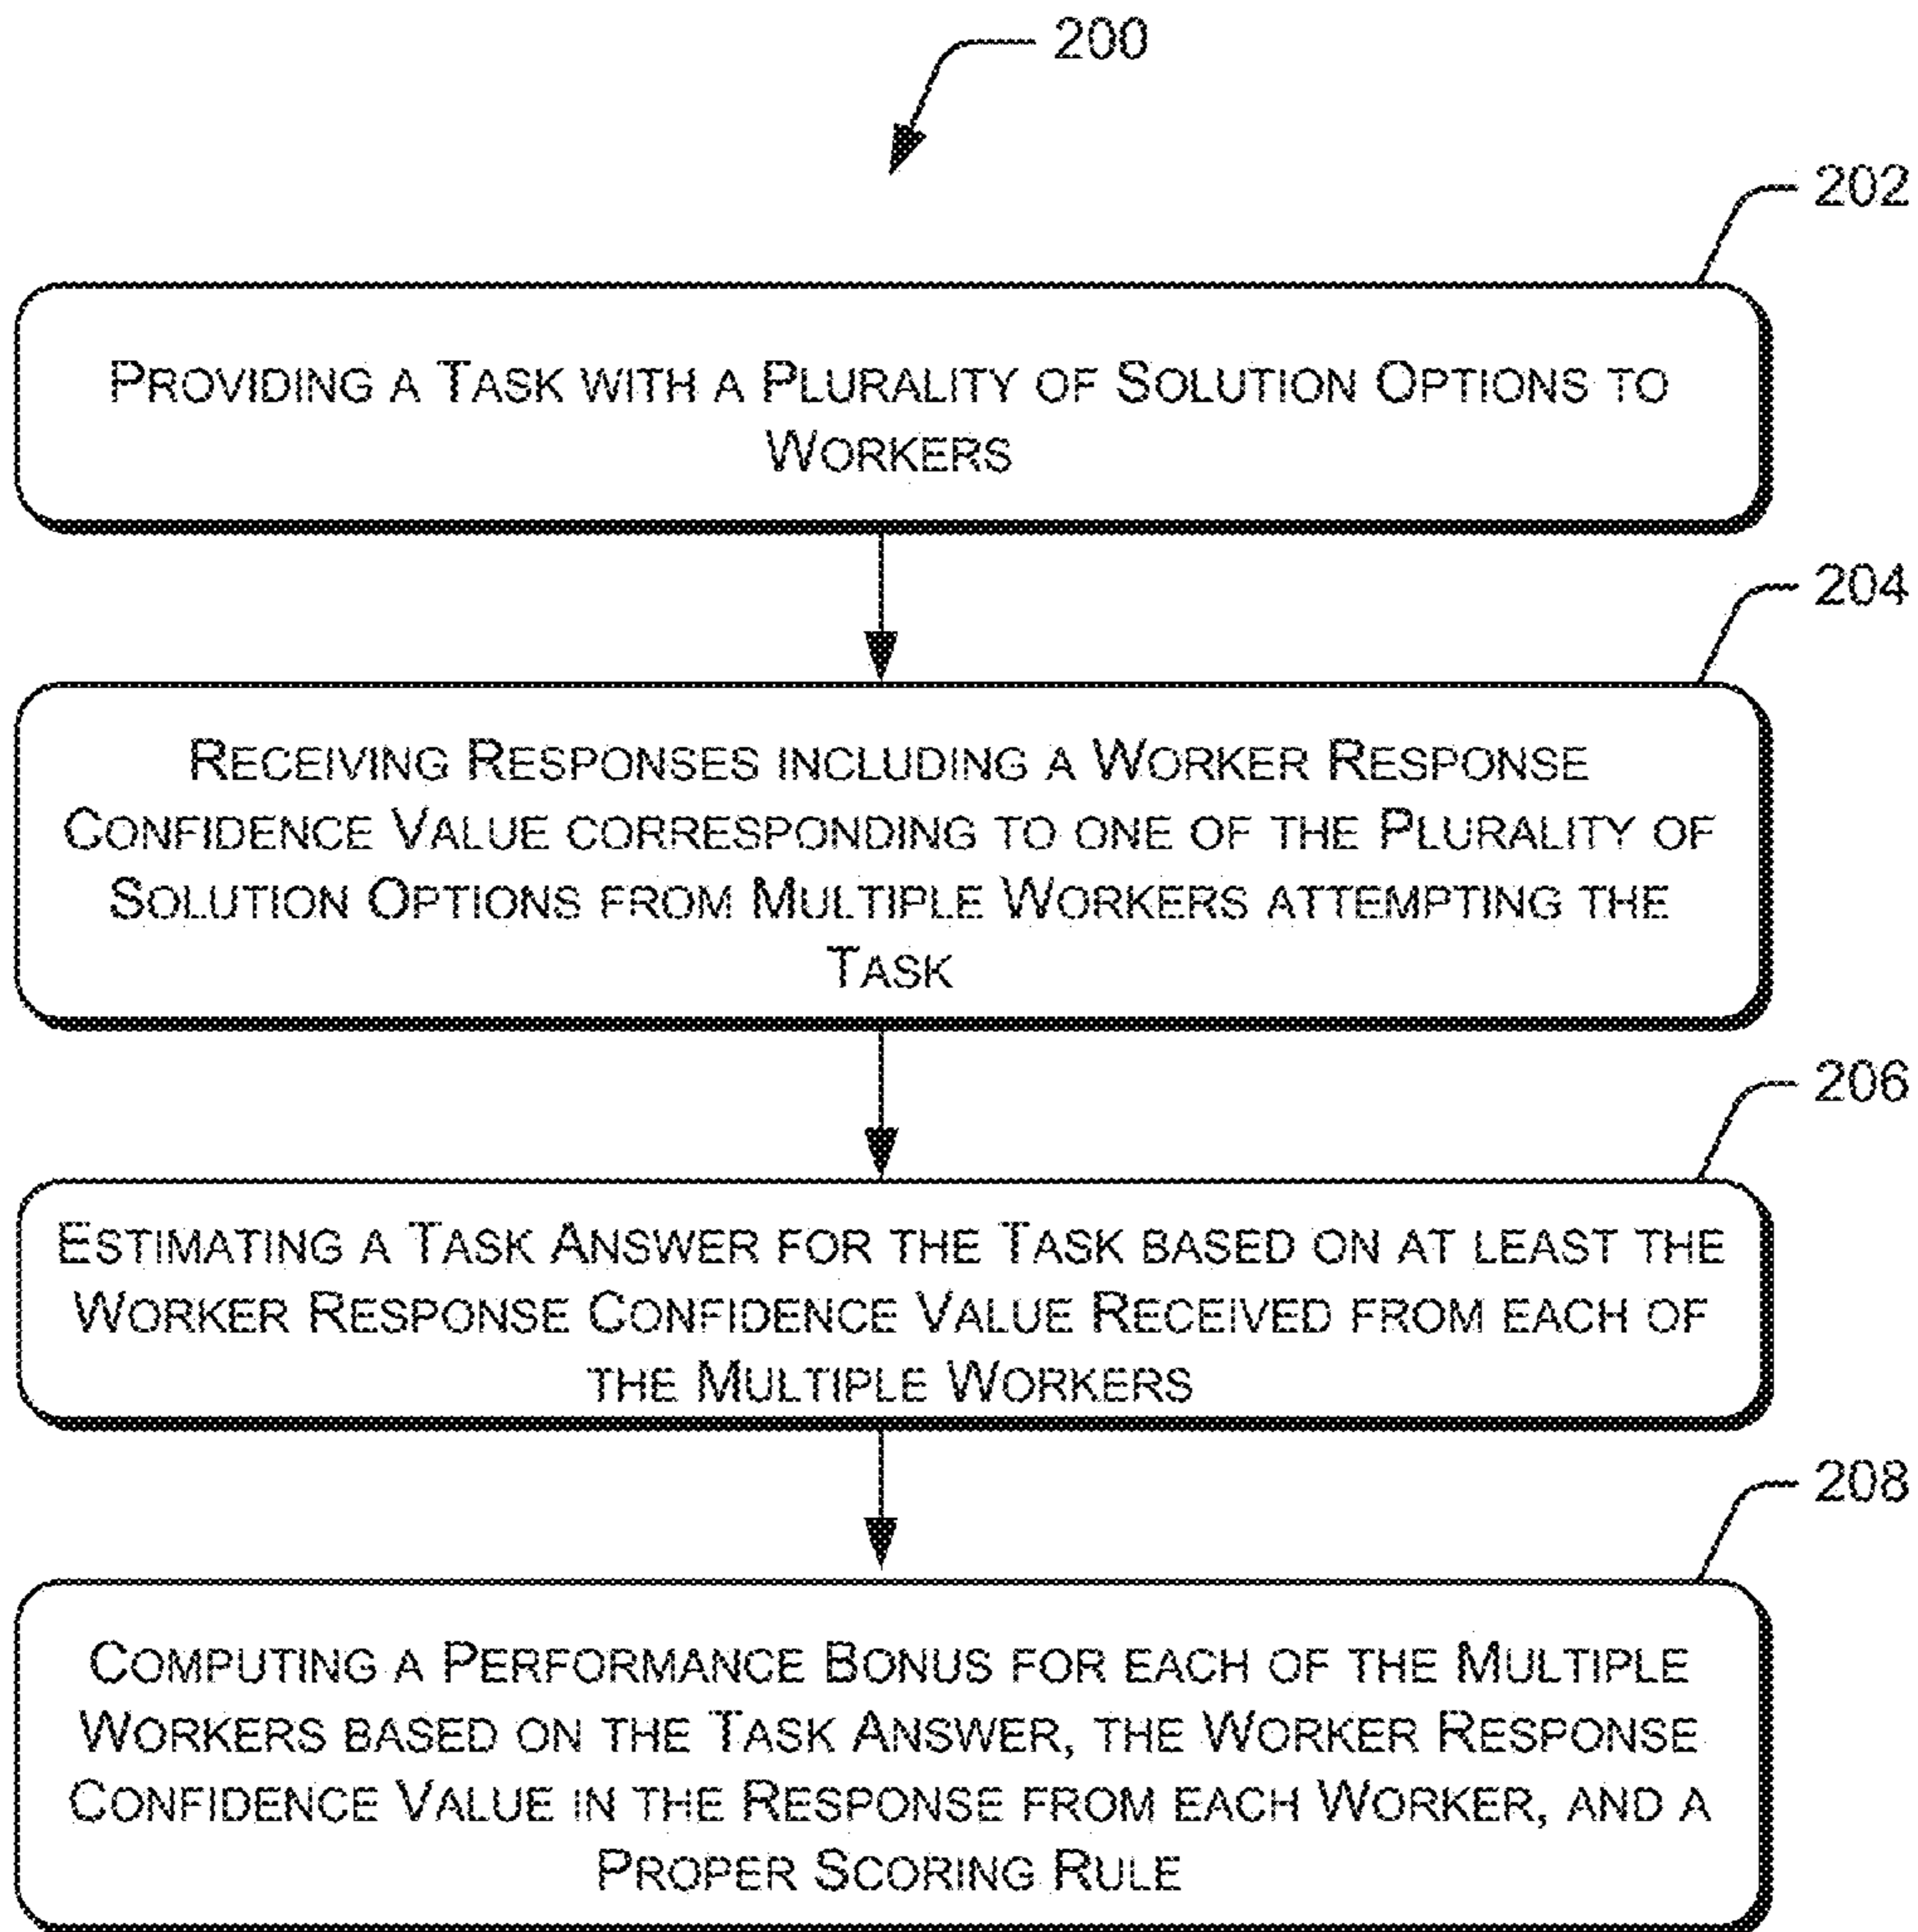 200
202
PROVIDING A TASK WITH A PLURALITY OF SOLUTION OPTIONS TO
WORKERS
204
RECEIVING RESPONSES INCLUDING A WORKER RESPONSE
CONFIDENCE VALUE CORRESPONDING TO ONE OF THE PLURALITY OF
SOLUTION OPTIONS FROM MULTIPLE WORKERS ATTEMPTING THE
TASK
206
ESTIMATING A TASK ANSWER FOR THE TASK BASED ON AT LEAST THE
WORKER RESPONSE CONFIDENCE VALUE RECEIVED FROM EACH OF
THE MULTIPLE WORKERS
208
COMPUTING A PERFORMANCE BONUS FOR EACH OF THE MULTIPLE
WORKERS BASED ON THE TASK ANSWER, THE WORKER RESPONSE
CONFIDENCE VALUE IN THE RESPONSE FROM EACH WORKER, AND A
PROPER SCORING RULE